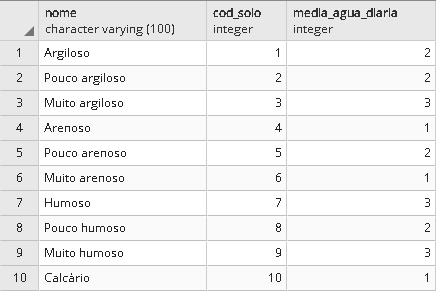 nome cod_solo media_agua_diaria
character varying (100) integer integer
1 Argiloso 1 2
2 Pouco argiloso 2 2
3 Muito argiloso 3 3
4 Arenoso 4 1
5 Pouco arenoso 5 2
6 Muito arenoso 6 1
7 Humoso 7 3
8 Pouco humoso 8 2
9 Muito humoso 9 3
10 Calcário 10 1